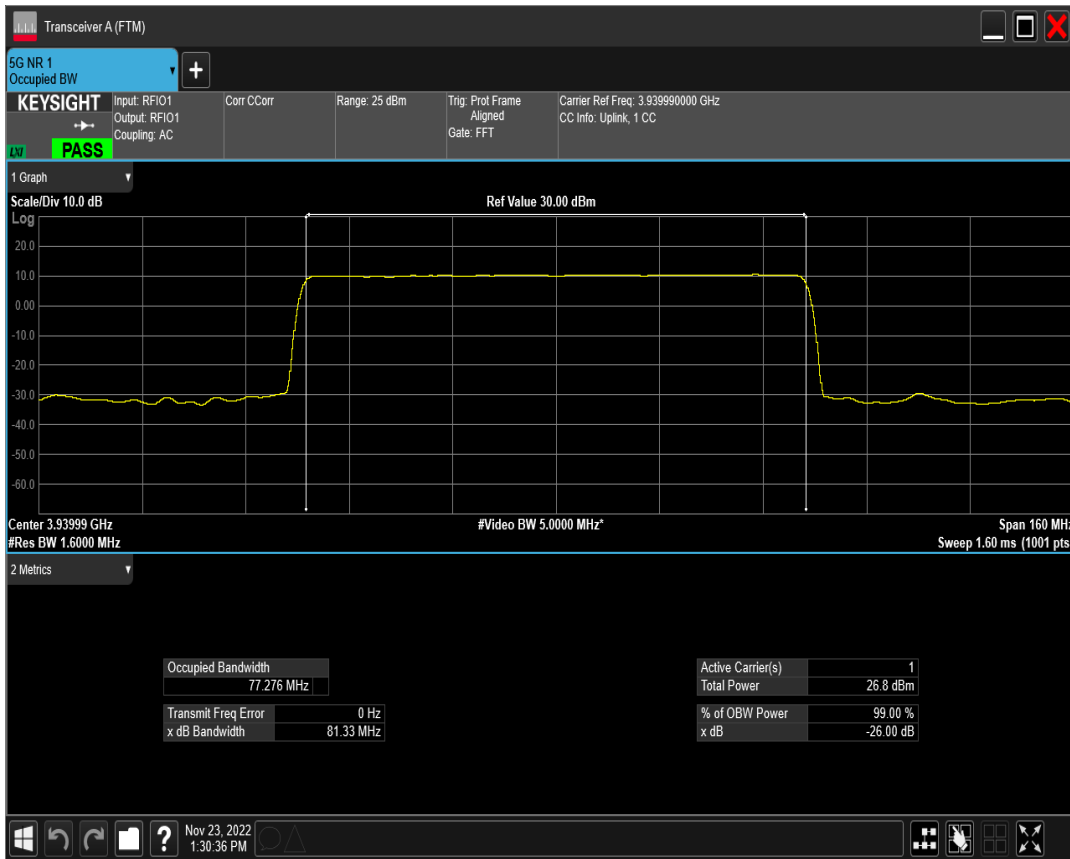 Transceiver A (FTM)
5G NR 1
Occupied BW
+
KEYSIGHT
LXI
PASS
Input: RFIO1
Output: RFIO1
Coupling: AC
Corr CCorr
Range: 25 dBm
Trig: Prot Frame
Aligned
Gate: FFT
Carrier Ref Freq: 3.939990000 GHz
CC Info: Uplink, 1 CC
1 Graph
Scale/Div 10.0 dB
Ref Value 30.00 dBm
Log
20.0
10.0
0.00
-10.0
-20.0
-30.0
-40.0
-50.0
-60.0
Center 3.93999 GHz
#Video BW 5.0000 MHz*
Span 160 MHz
#Res BW 1.6000 MHz
Sweep 1.60 ms (1001 pts
2 Metrics
Occupied Bandwidth
77.276 MHz
Transmit Freq Error 0 Hz
x dB Bandwidth 81.33 MHz
Active Carrier(s) 1
Total Power 26.8 dBm
% of OBW Power 99.00 %
x dB -26.00 dB
?
Nov 23, 2022
1:30:36 PM